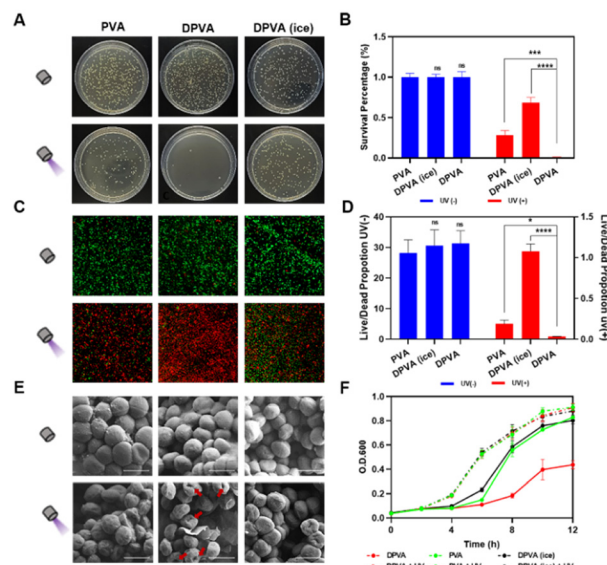 A
PVA
DPVA
DPVA (ice)
B
Survival Percentage (%)
1.5
1.0
0.5
0.0
ns
ns
***
****
PVA
DPVA (ice)
DPVA
PVA
DPVA (ice)
DPVA
UV (-)
UV (+)
C
D
Live/Dead Propotion UV(-)
40
30
20
10
0
ns
ns
*
****
1.5
1.0
0.5
0.0
Live/Dead Propotion UV(+)
PVA
DPVA (ice)
DPVA
PVA
DPVA (ice)
DPVA
UV(-)
UV(+)
E
F
O.D.600
1.0
0.8
0.6
0.4
0.2
0.0
0
4
8
12
Time (h)
DPVA
PVA
DPVA (ice)